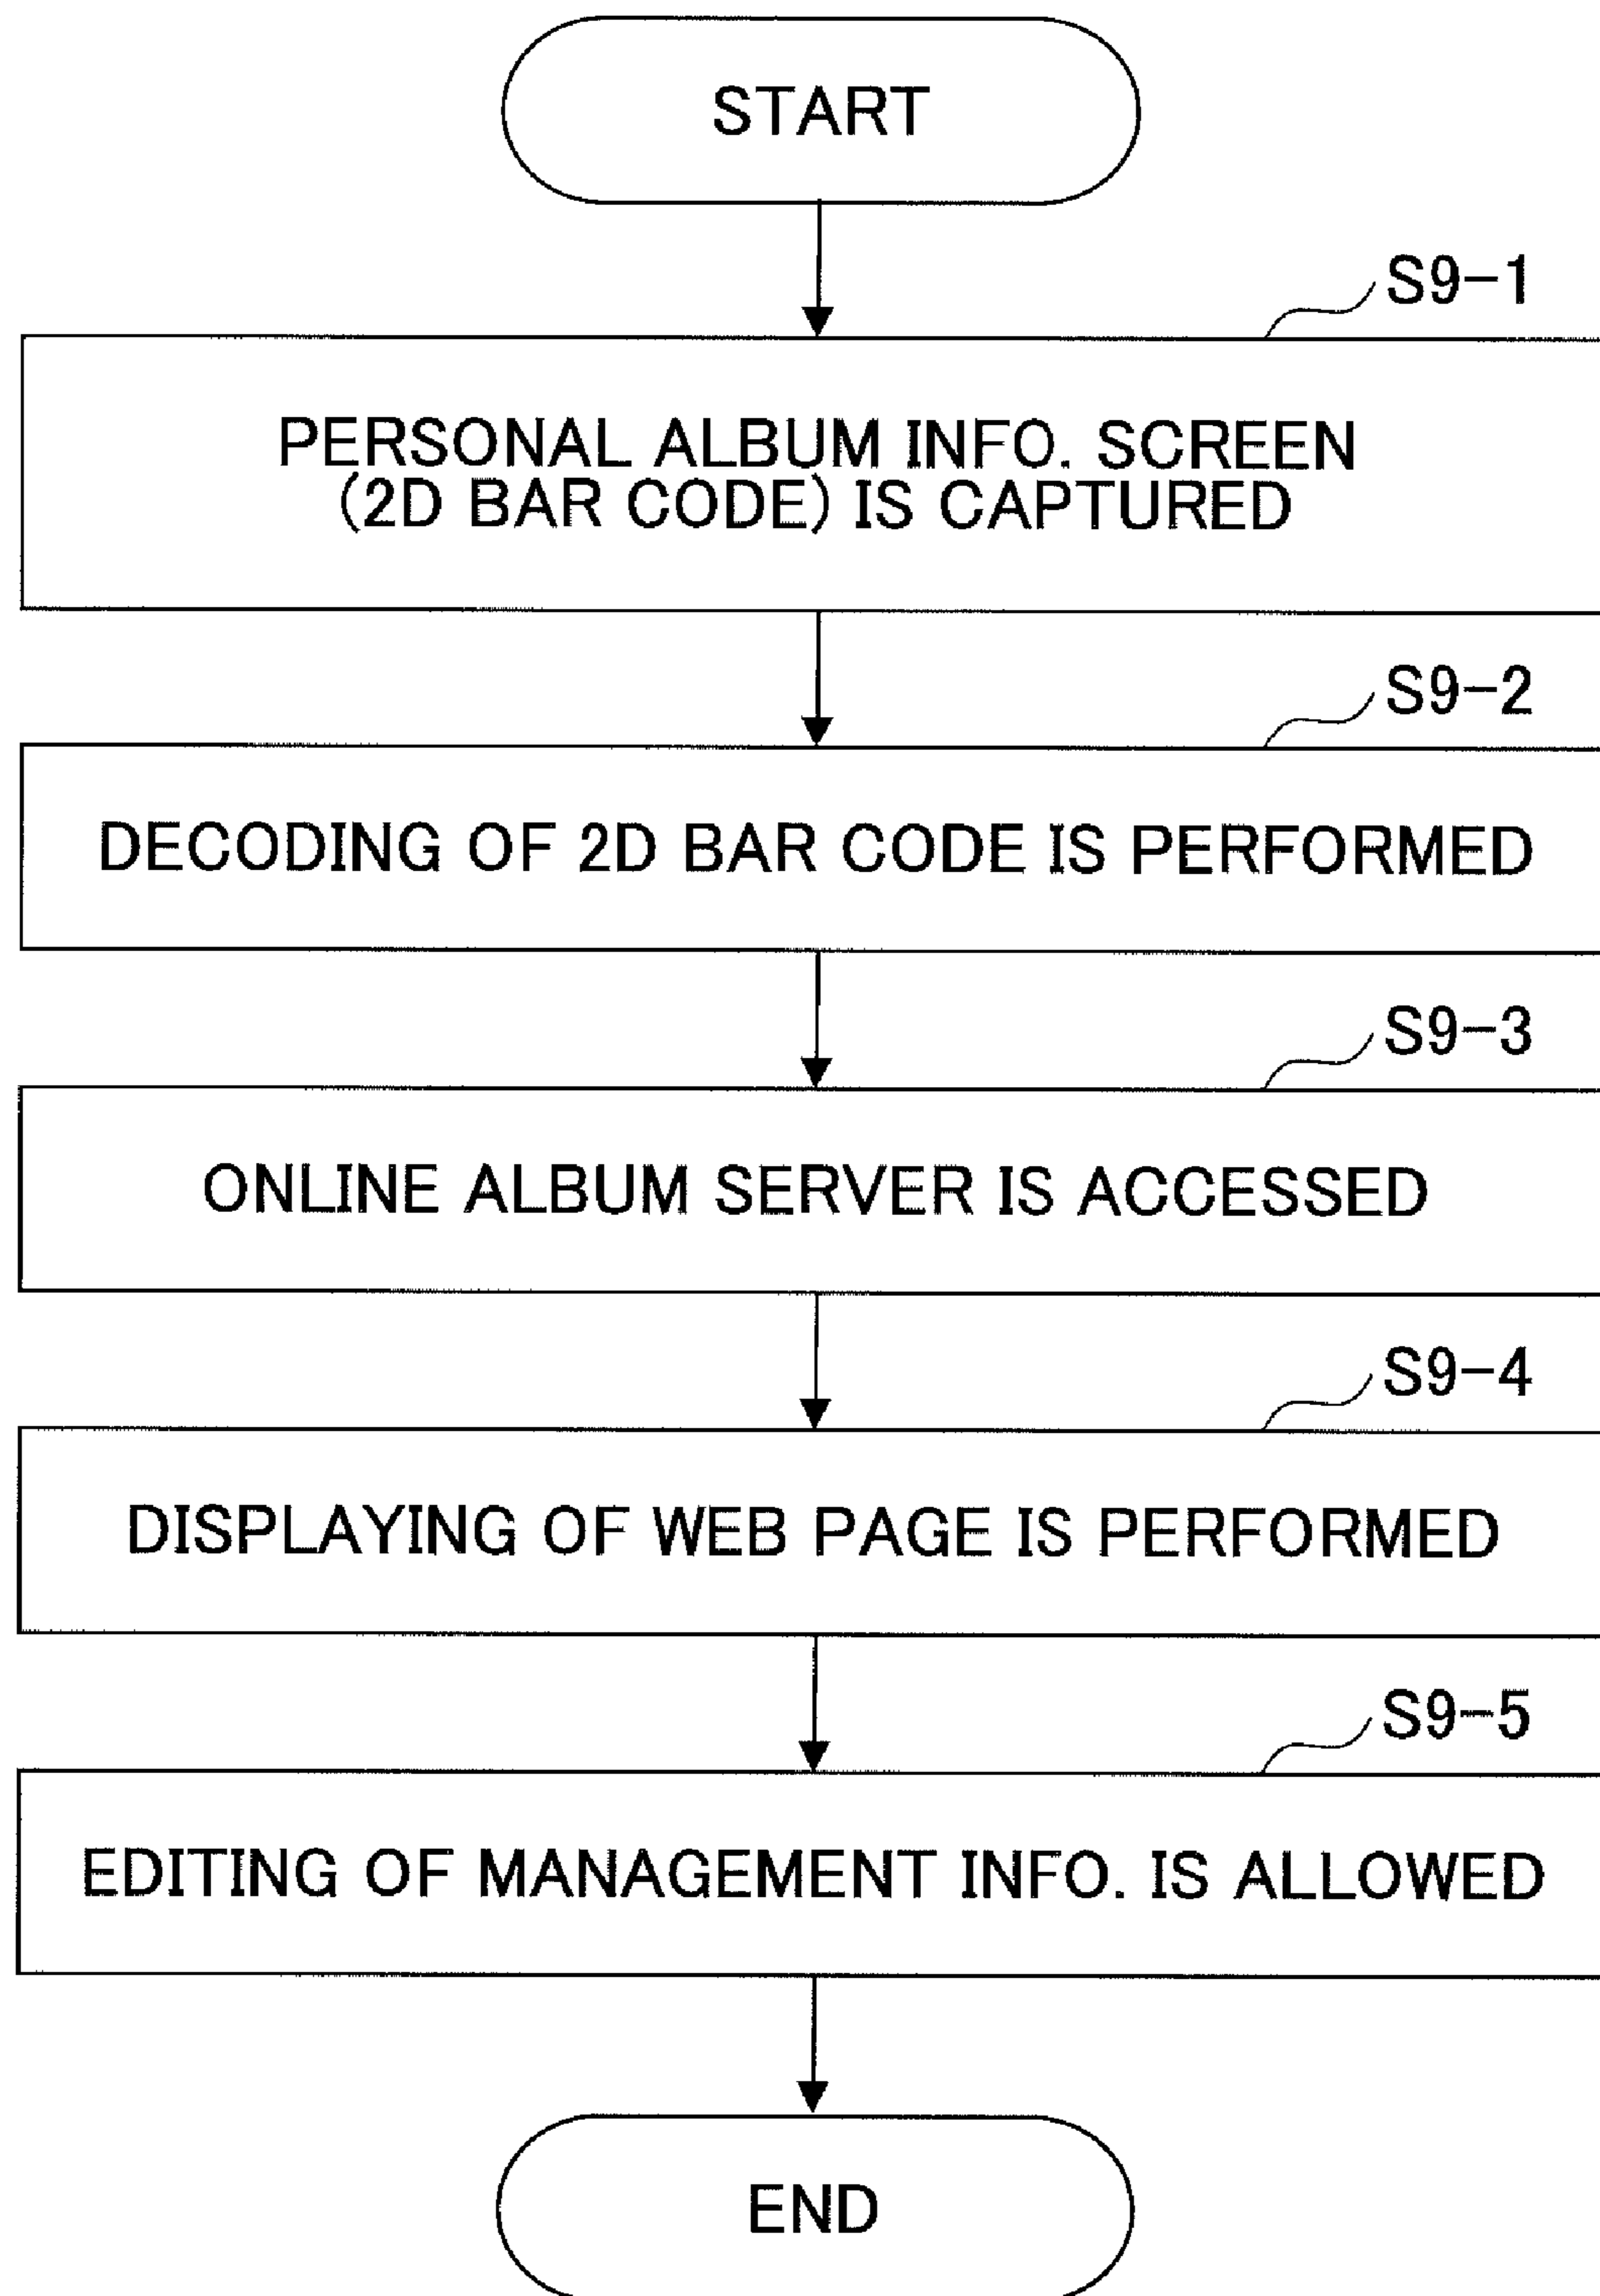 START
S9-1
PERSONAL ALBUM INFO. SCREEN
(2D BAR CODE) IS CAPTURED
S9-2
DECODING OF 2D BAR CODE IS PERFORMED
S9-3
ONLINE ALBUM SERVER IS ACCESSED
S9-4
DISPLAYING OF WEB PAGE IS PERFORMED
S9-5
EDITING OF MANAGEMENT INFO. IS ALLOWED
END